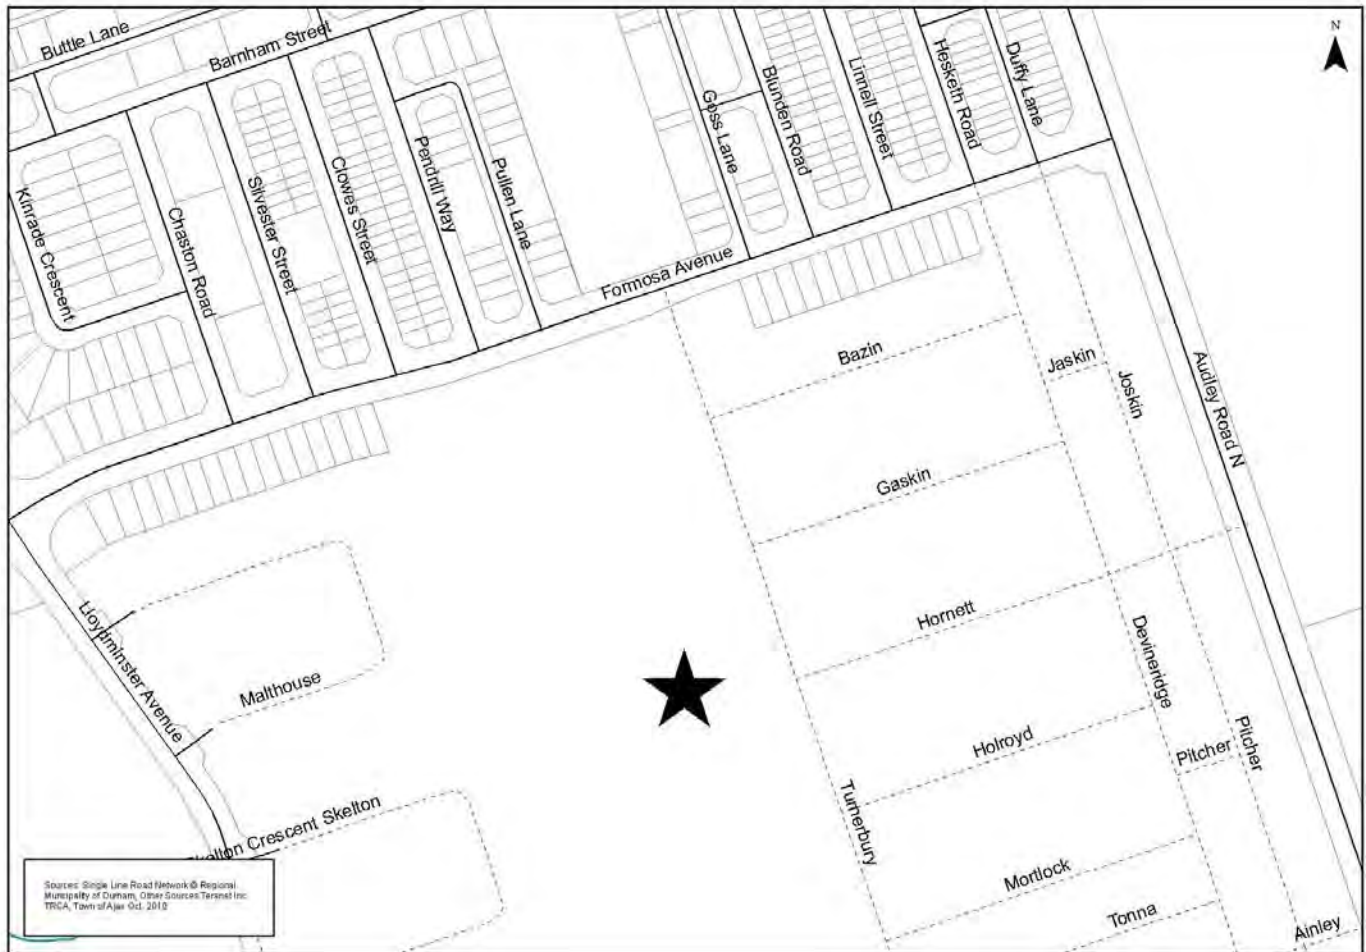 N
Buttle Lane
Barnham Street
Kinrade Crescent
Chaston Road
Silvester Street
Clowes Street
Pendrill Way
Pullen Lane
Goss Lane
Blunden Road
Linnell Street
Hesketh Road
Duffy Lane
Formosa Avenue
Bazin
Jaskin
Joskin
Audley Road N
Gaskin
Hornett
Devineridge
Lloydminster Avenue
Malthouse
Holroyd
Pitcher
Pitcher
Turnerbury
Skelton Crescent Skelton
Mortlock
Tonna
Ainley
Sources: Single Line Road Network © Regional
Municipality of Durham, Other Sources Teranet Inc.
TRCA, Town of Ajax Oct. 2010